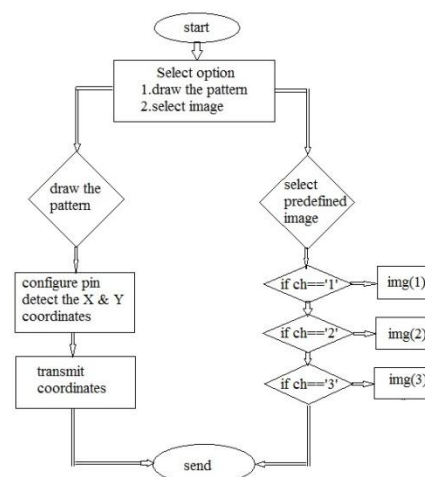 start
Select option
1.draw the pattern
2.select image
draw the
pattern
select
predefined
image
configure pin
detect the X & Y
coordinates
transmit
coordinates
if ch=='1'
img(1)
if ch=='2'
img(2)
if ch=='3'
img(3)
send